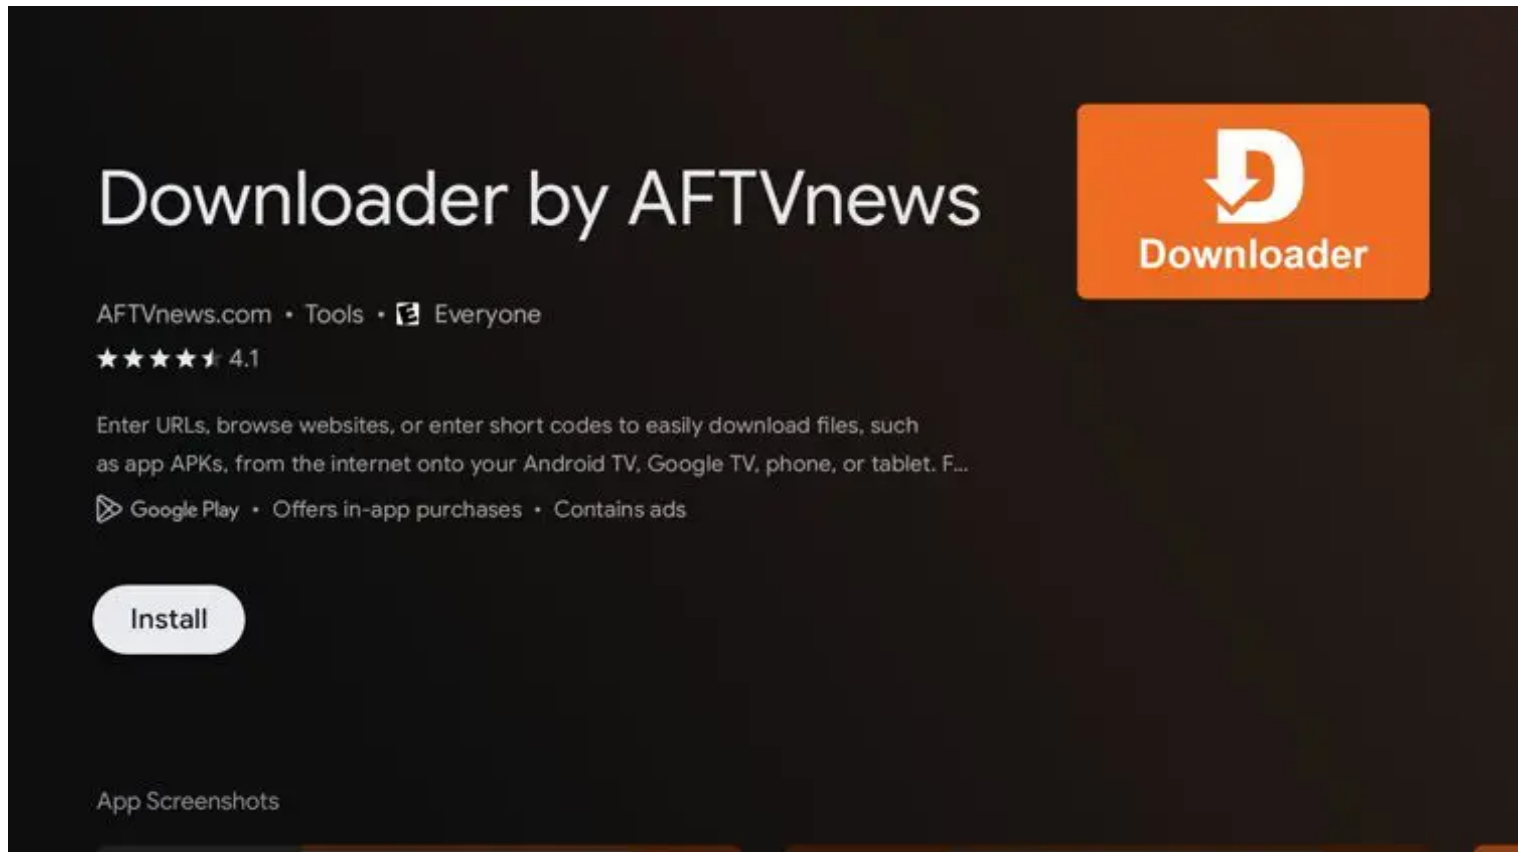 Downloader by AFTVnews
Downloader
AFTVnews.com • Tools • E Everyone
4.1
Enter URLs, browse websites, or enter short codes to easily download files, such
as app APKs, from the internet onto your Android TV, Google TV, phone, or tablet. F...
Google Play • Offers in-app purchases • Contains ads
Install
App Screenshots